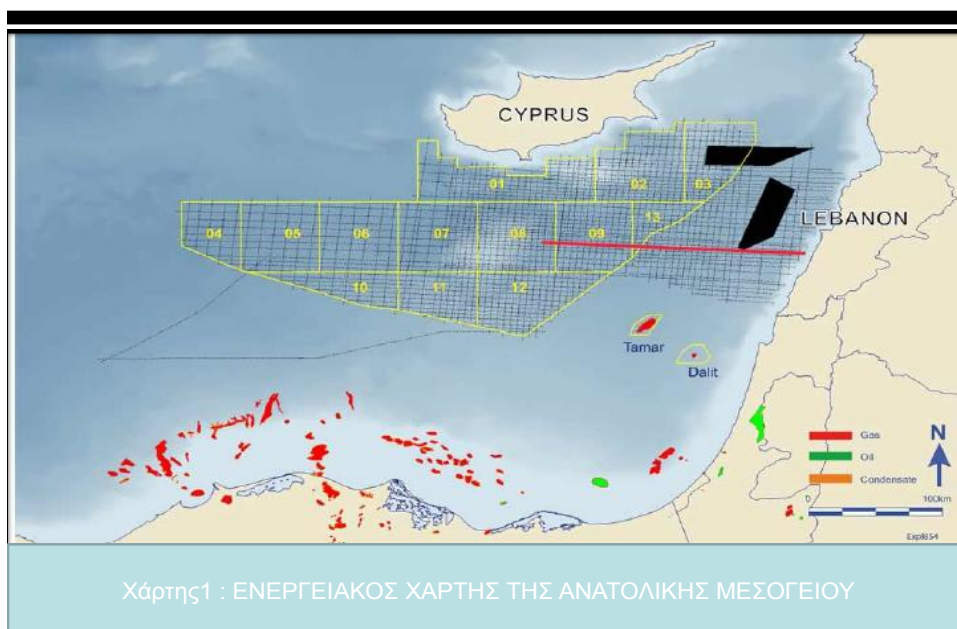 CYPRUS
01
02
03
LEBANON
04
05
06
07
08
09
13
10
11
12
Tamar
Dalit
Gas
Oil
Condensate
N
0
100km
Expl854
Χάρτης1 : ΕΝΕΡΓΕΙΑΚΟΣ ΧΑΡΤΗΣ ΤΗΣ ΑΝΑΤΟΛΙΚΗΣ ΜΕΣΟΓΕΙΟΥ